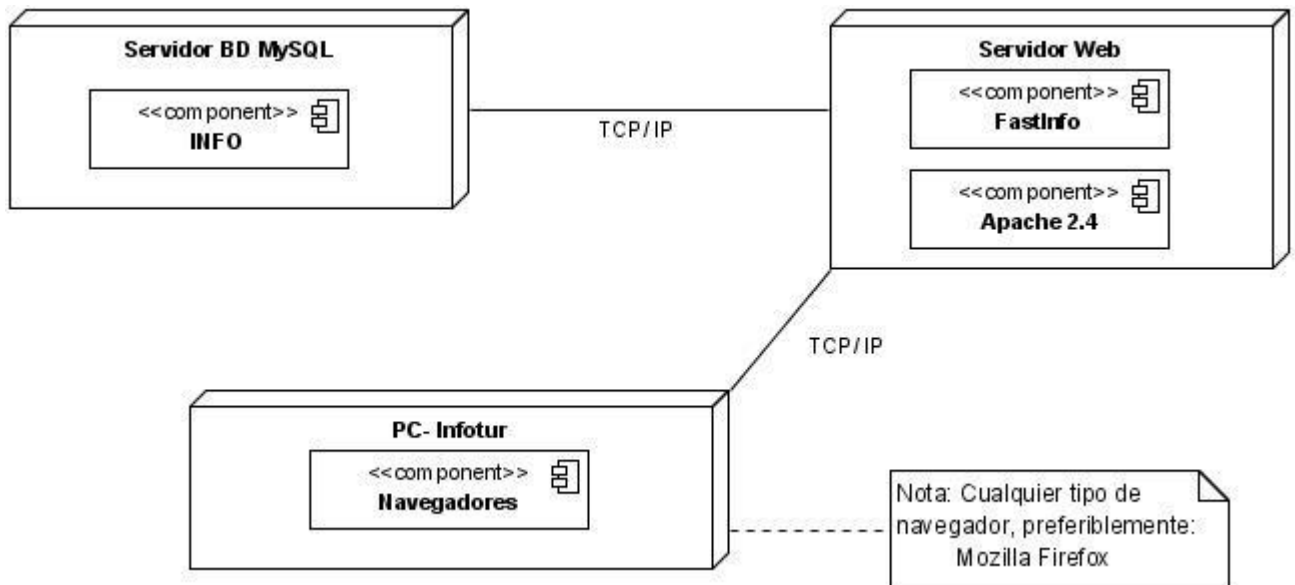 Servidor BD MySQL
<<component>>
INFO
TCP/IP
Servidor Web
<<component>>
FastInfo
<<component>>
Apache 2.4
TCP/IP
PC- Infotur
<<component>>
Navegadores
Nota: Cualquier tipo de
navegador, preferiblemente:
Mozilla Firefox